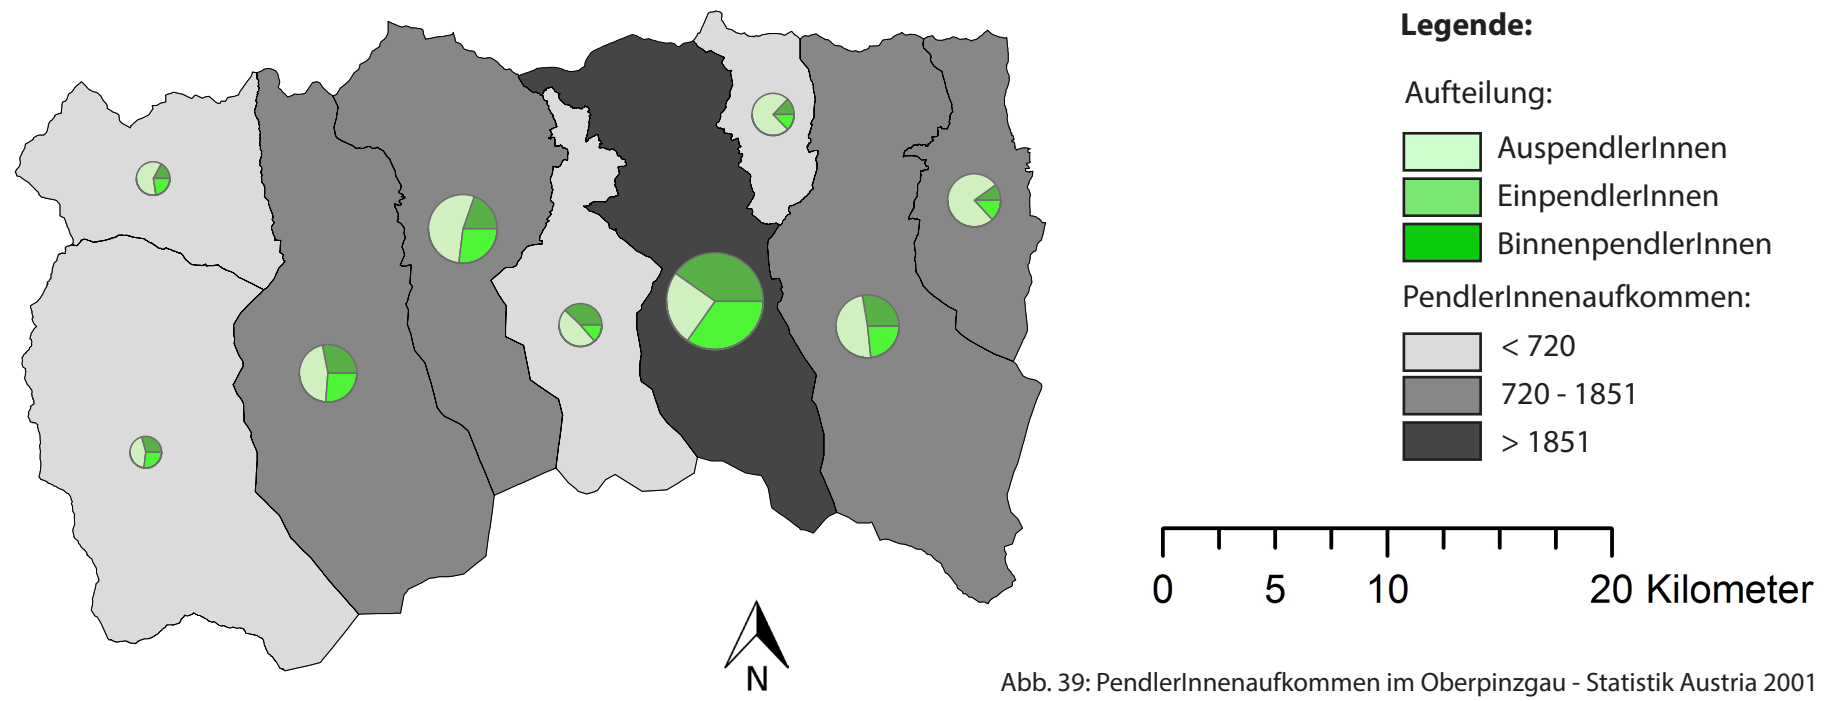 Legende:
Aufteilung:
AuspendlerInnen
EinpendlerInnen
BinnenpendlerInnen
PendlerInnenaufkommen:
< 720
720 - 1851
> 1851
0 5 10 20 Kilometer
N
Abb. 39: PendlerInnenaufkommen im Oberpinzgau - Statistik Austria 2001